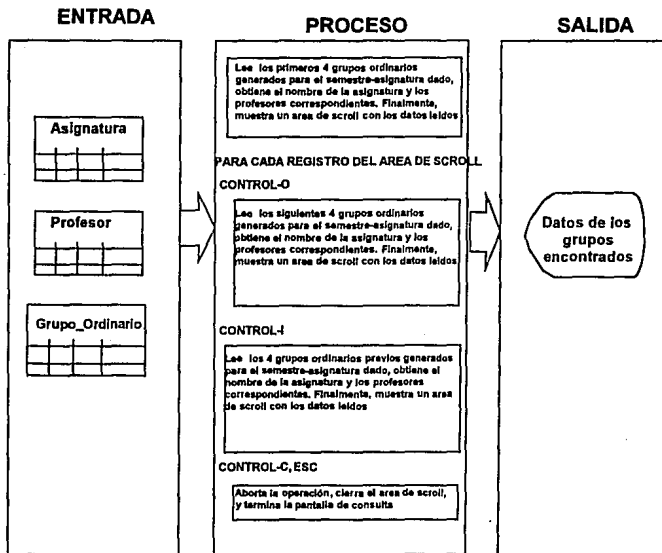 ENTRADA
PROCESO
SALIDA
Asignatura
Profesor
Grupo_Ordinario
Lee los primeros 4 grupos ordinarios
generados para el semestre-asignatura dado,
obtiene el nombre de la asignatura y los
profesores correspondientes. Finalmente,
muestra un area de scroll con los datos leidos
PARA CADA REGISTRO DEL AREA DE SCROLL
CONTROL-O
Lee los siguientes 4 grupos ordinarios
generados para el semestre-asignatura dado,
obtiene el nombre de la asignatura y los
profesores correspondientes. Finalmente,
muestra un area de scroll con los datos leidos
CONTROL-I
Lee los 4 grupos ordinarios previos generados
para el semestre-asignatura dado, obtiene el
nombre de la asignatura y los profesores
correspondientes. Finalmente, muestra un area
de scroll con los datos leidos
CONTROL-C, ESC
Aborta la operación, cierra el area de scroll,
y termina la pantalla de consulta
Datos de los
grupos
encontrados